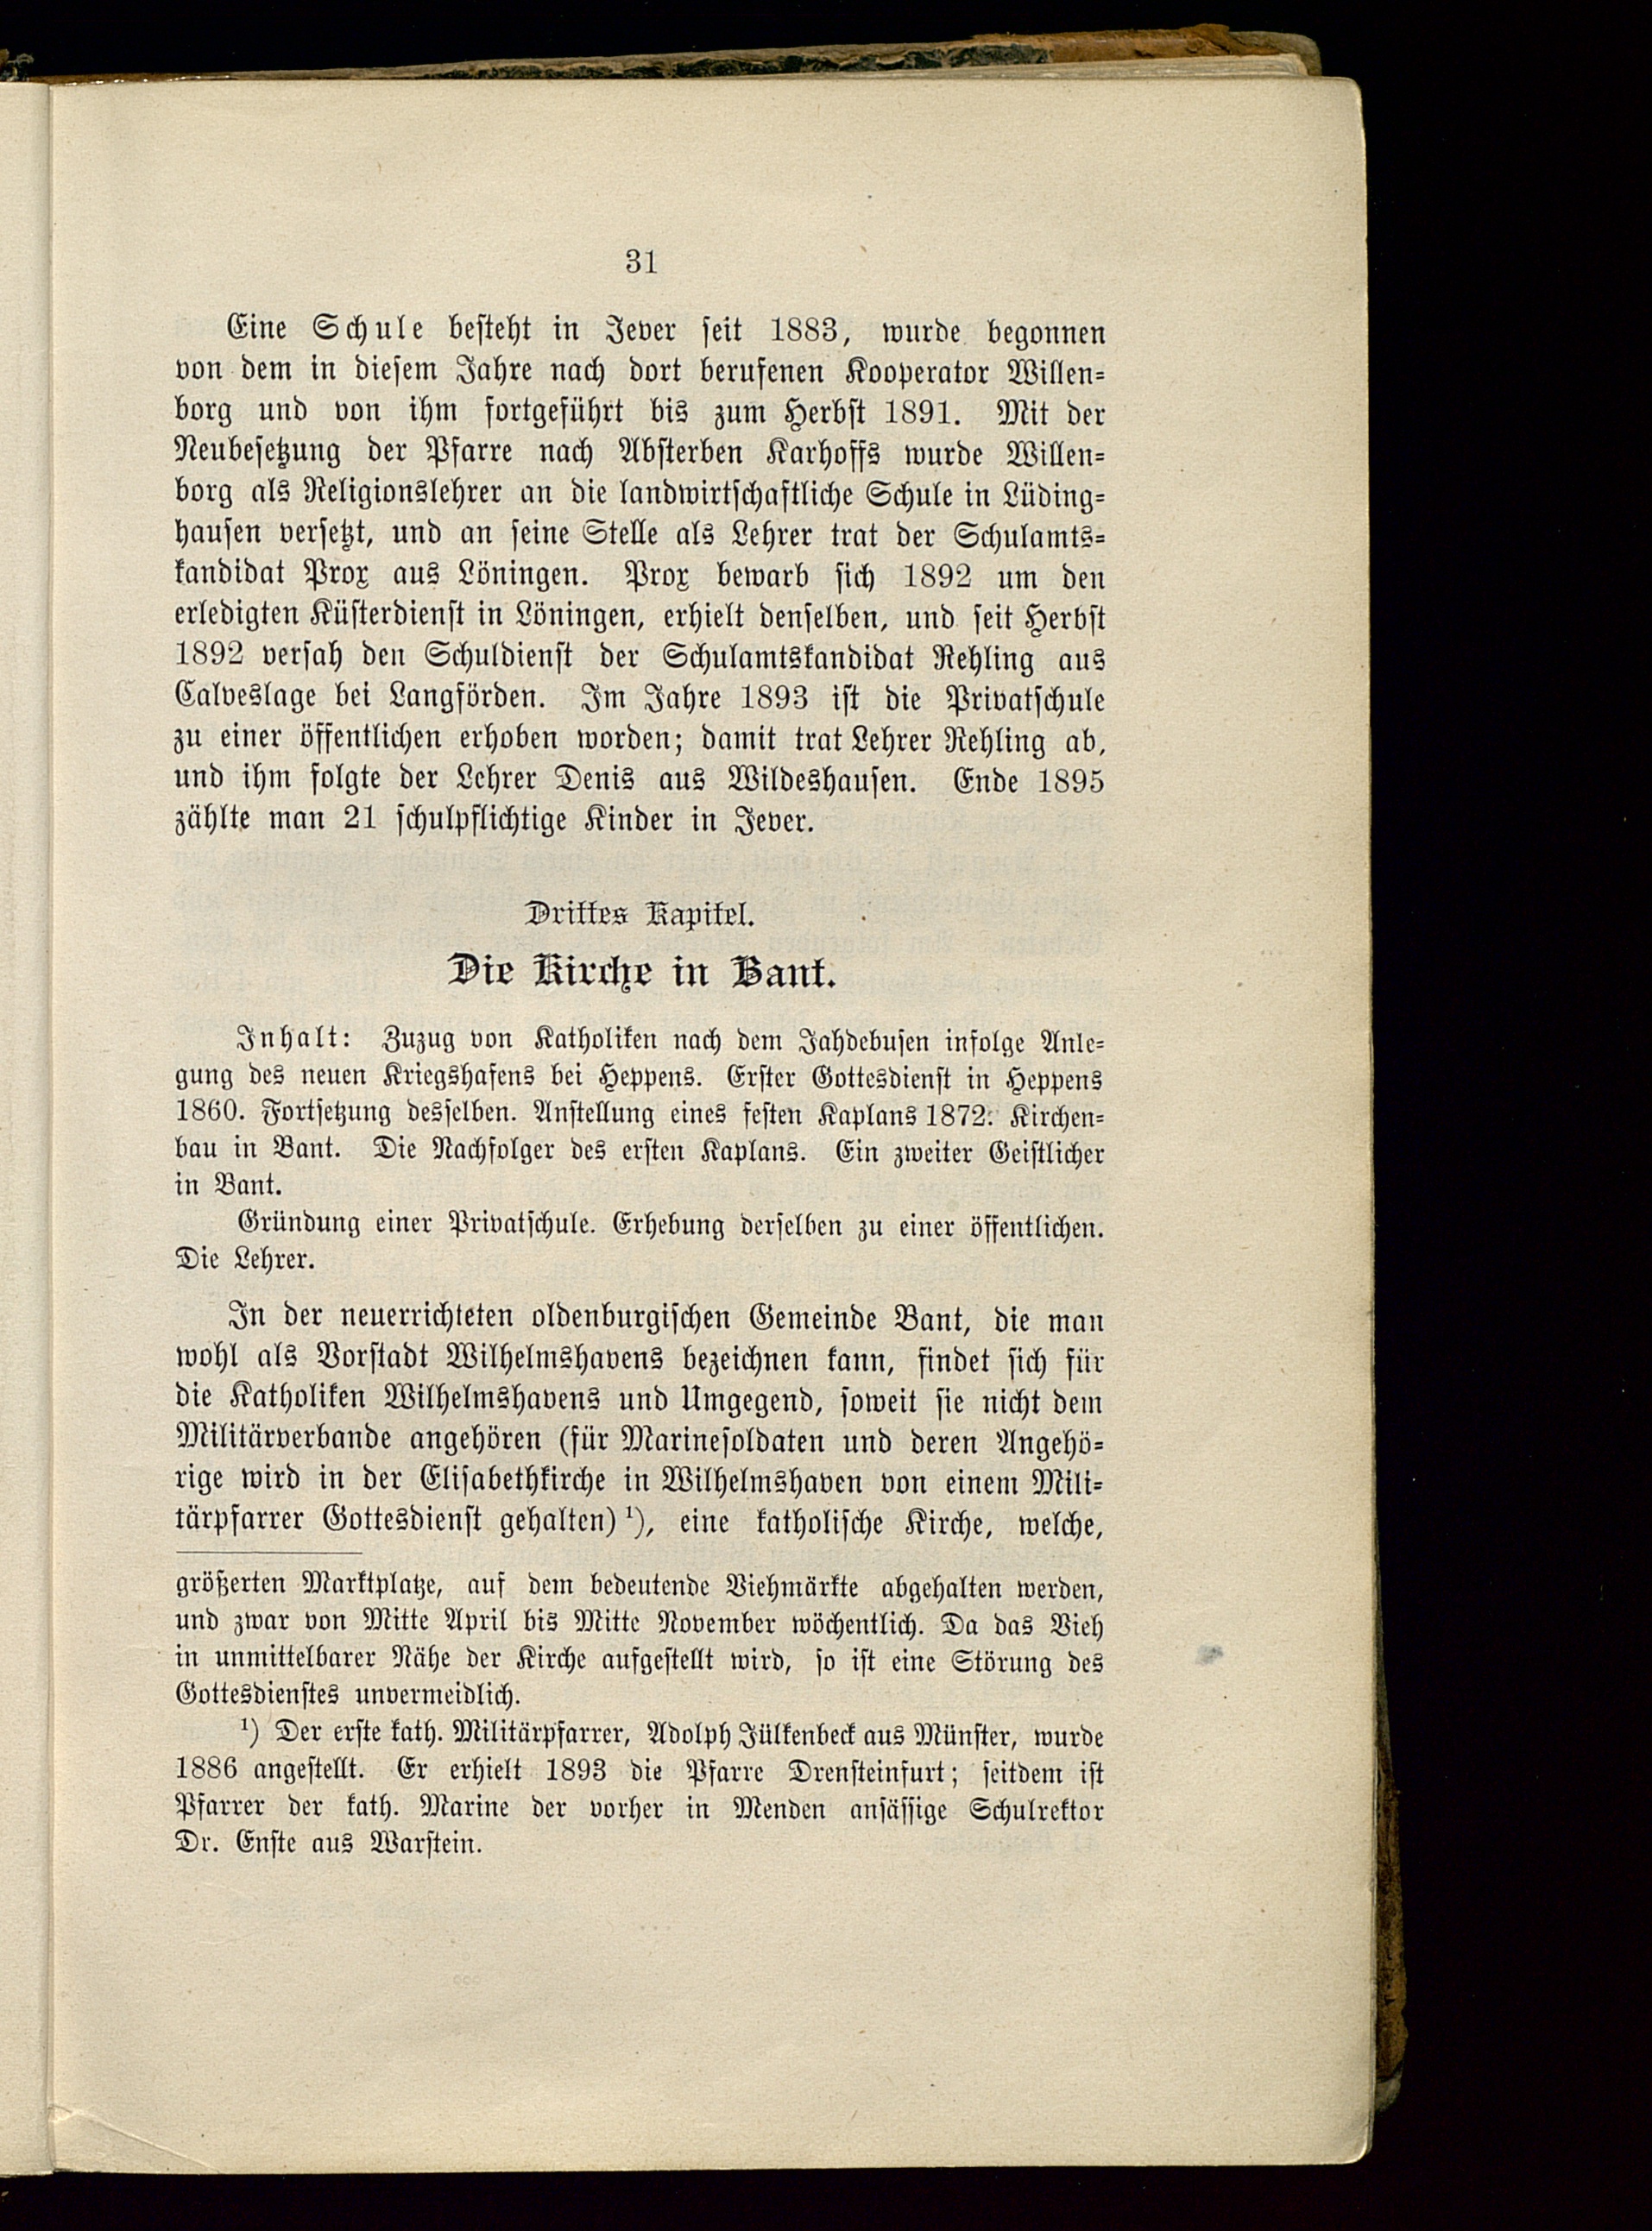 31
Eine Schule besteht in Jever seit 1883, wurde begonnen
von dem in diesem Jahre nach dort berufenen Kooperator Willen=
borg und von ihm fortgeführt bis zum Herbst 1891. Mit der
Neubesetzung der Pfarre nach Absterben Karhoffs wurde Willen=
borg als Religionslehrer an die landwirtschaftliche Schule in Lüding=
hausen versetzt, und an seine Stelle als Lehrer trat der Schulamts=
kandidat Prox aus Löningen. Prox bewarb sich 1892 um den
erledigten Küsterdienst in Löningen, erhielt denselben, und seit Herbst
1892 versah den Schuldienst der Schulamtskandidat Rehling aus
Calveslage bei Langförden. Im Jahre 1893 ist die Privatschule
zu einer öffentlichen erhoben worden; damit trat Lehrer Rehling ab,
und ihm folgte der Lehrer Denis aus Wildeshausen. Ende 1895
zählte man 21 schulpflichtige Kinder in Jever.
Drittes Kapitel.
Die Kirche in Bant.
Inhalt: Zuzug von Katholiken nach dem Jahdebusen infolge Anle=
gung des neuen Kriegshafens bei Heppens. Erster Gottesdienst in Heppens
1860. Fortsetzung desselben. Anstellung eines festen Kaplans 1872. Kirchen=
bau in Bant. Die Nachfolger des ersten Kaplans. Ein zweiter Geistlicher
in Bant.
Gründung einer Privatschule. Erhebung derselben zu einer öffentlichen.
Die Lehrer.
In der neuerrichteten oldenburgischen Gemeinde Bant, die man
wohl als Vorstadt Wilhelmshavens bezeichnen kann, findet sich für
die Katholiken Wilhelmshavens und Umgegend, soweit sie nicht dem
Militärverbande angehören (für Marinesoldaten und deren Angehö=
rige wird in der Elisabethkirche in Wilhelmshaven von einem Mili=
tärpfarrer Gottesdienst gehalten) ¹), eine katholische Kirche, welche,
größerten Marktplatze, auf dem bedeutende Viehmärkte abgehalten werden,
und zwar von Mitte April bis Mitte November wöchentlich. Da das Vieh
in unmittelbarer Nähe der Kirche aufgestellt wird, so ist eine Störung des
Gottesdienstes unvermeidlich.
¹) Der erste kath. Militärpfarrer, Adolph Jülkenbeck aus Münster, wurde
1886 angestellt. Er erhielt 1893 die Pfarre Drensteinfurt; seitdem ist
Pfarrer der kath. Marine der vorher in Menden ansässige Schulrektor
Dr. Enste aus Warstein.